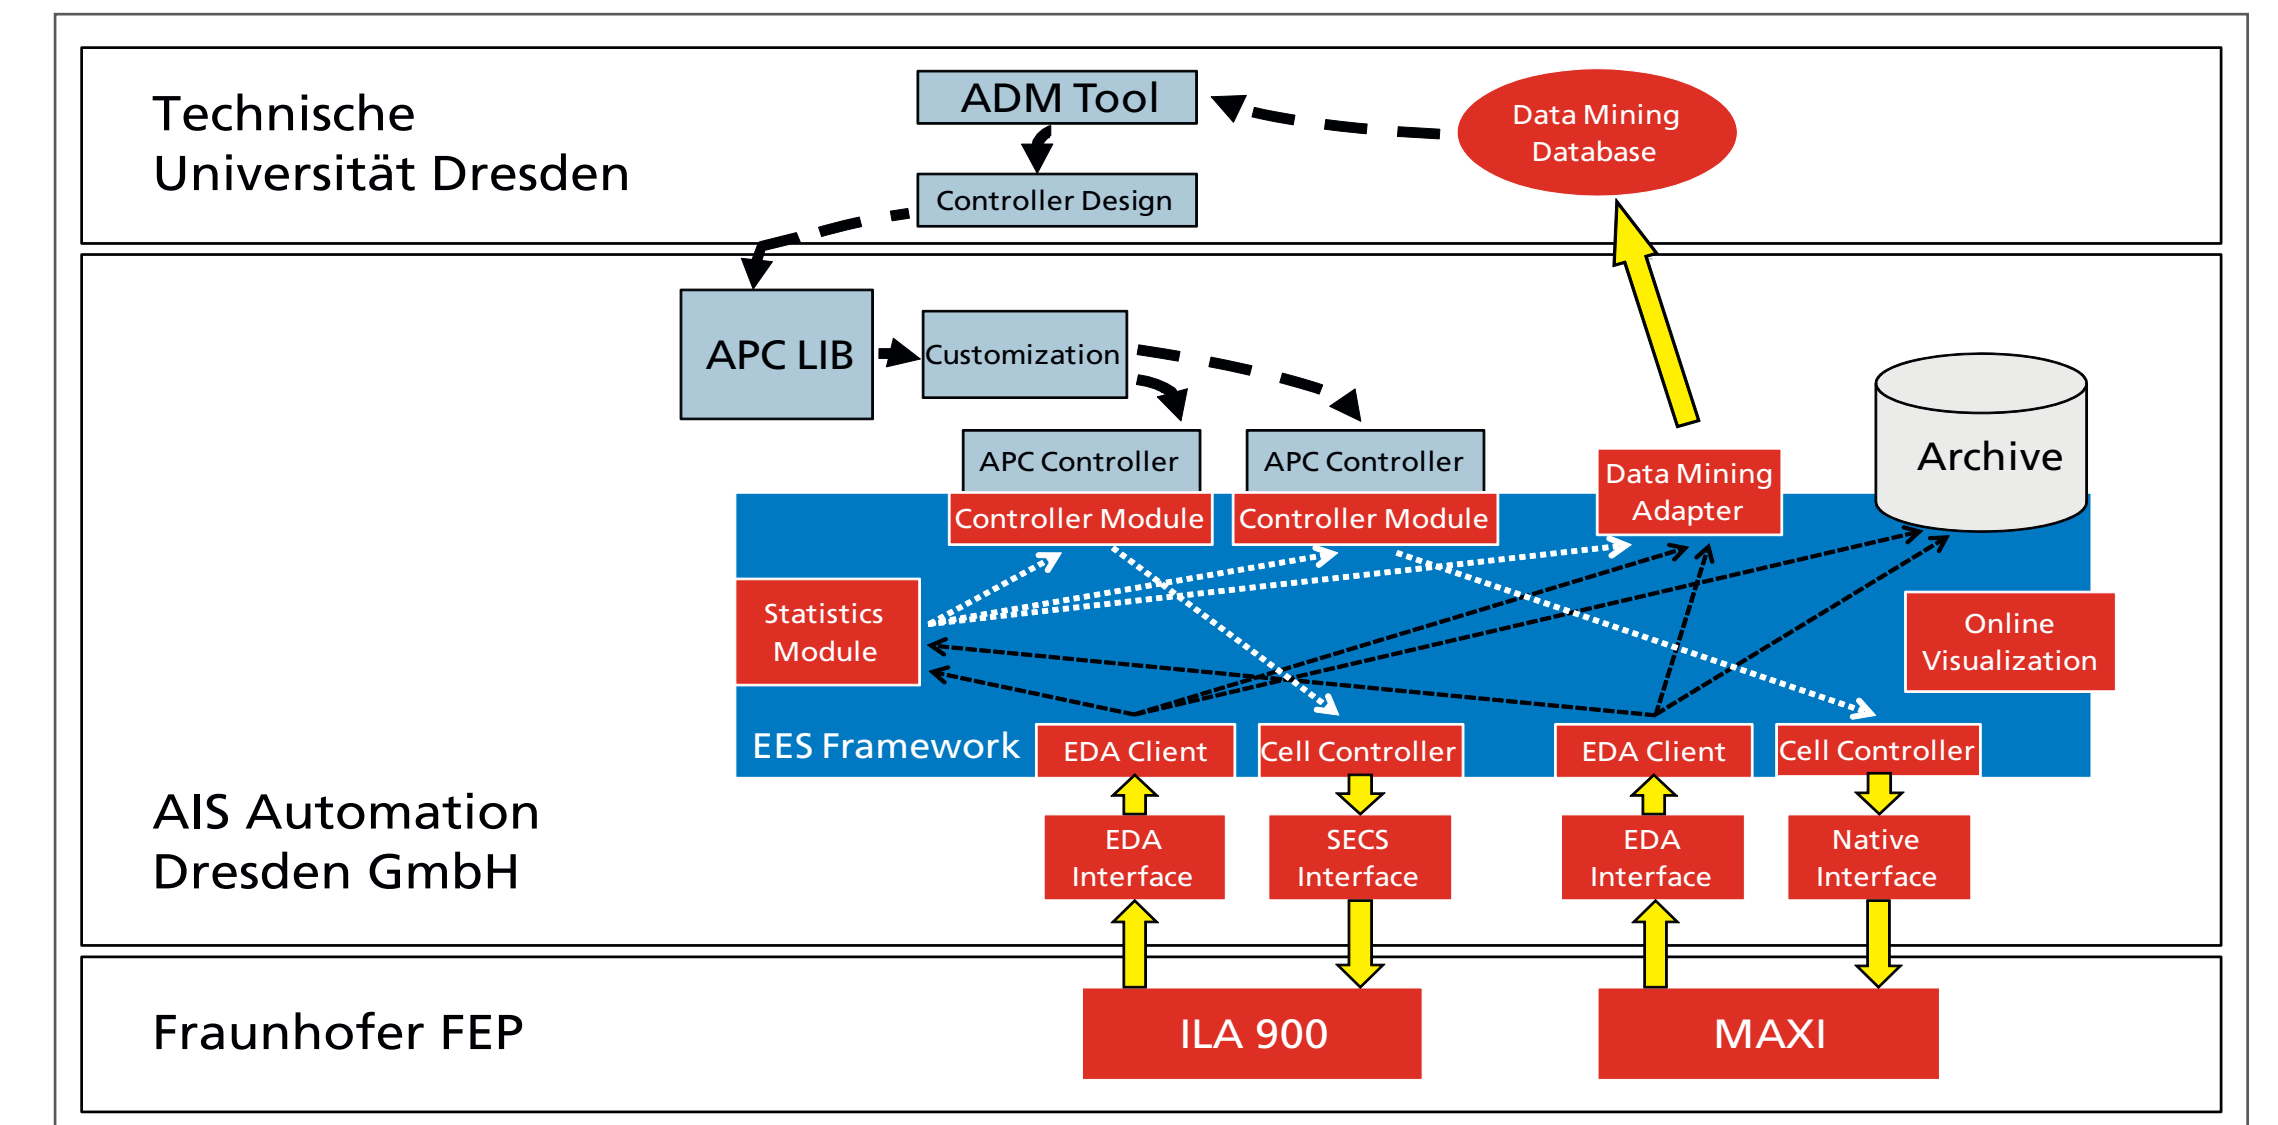 Technische
Universität Dresden
ADM Tool
Controller Design
Data Mining
Database
APC LIB
Customization
APC Controller
APC Controller
Data Mining
Adapter
Archive
Controller Module
Controller Module
Statistics
Module
Online
Visualization
EES Framework
EDA Client
Cell Controller
EDA Client
Cell Controller
AIS Automation
Dresden GmbH
EDA
Interface
SECS
Interface
EDA
Interface
Native
Interface
Fraunhofer FEP
ILA 900
MAXI